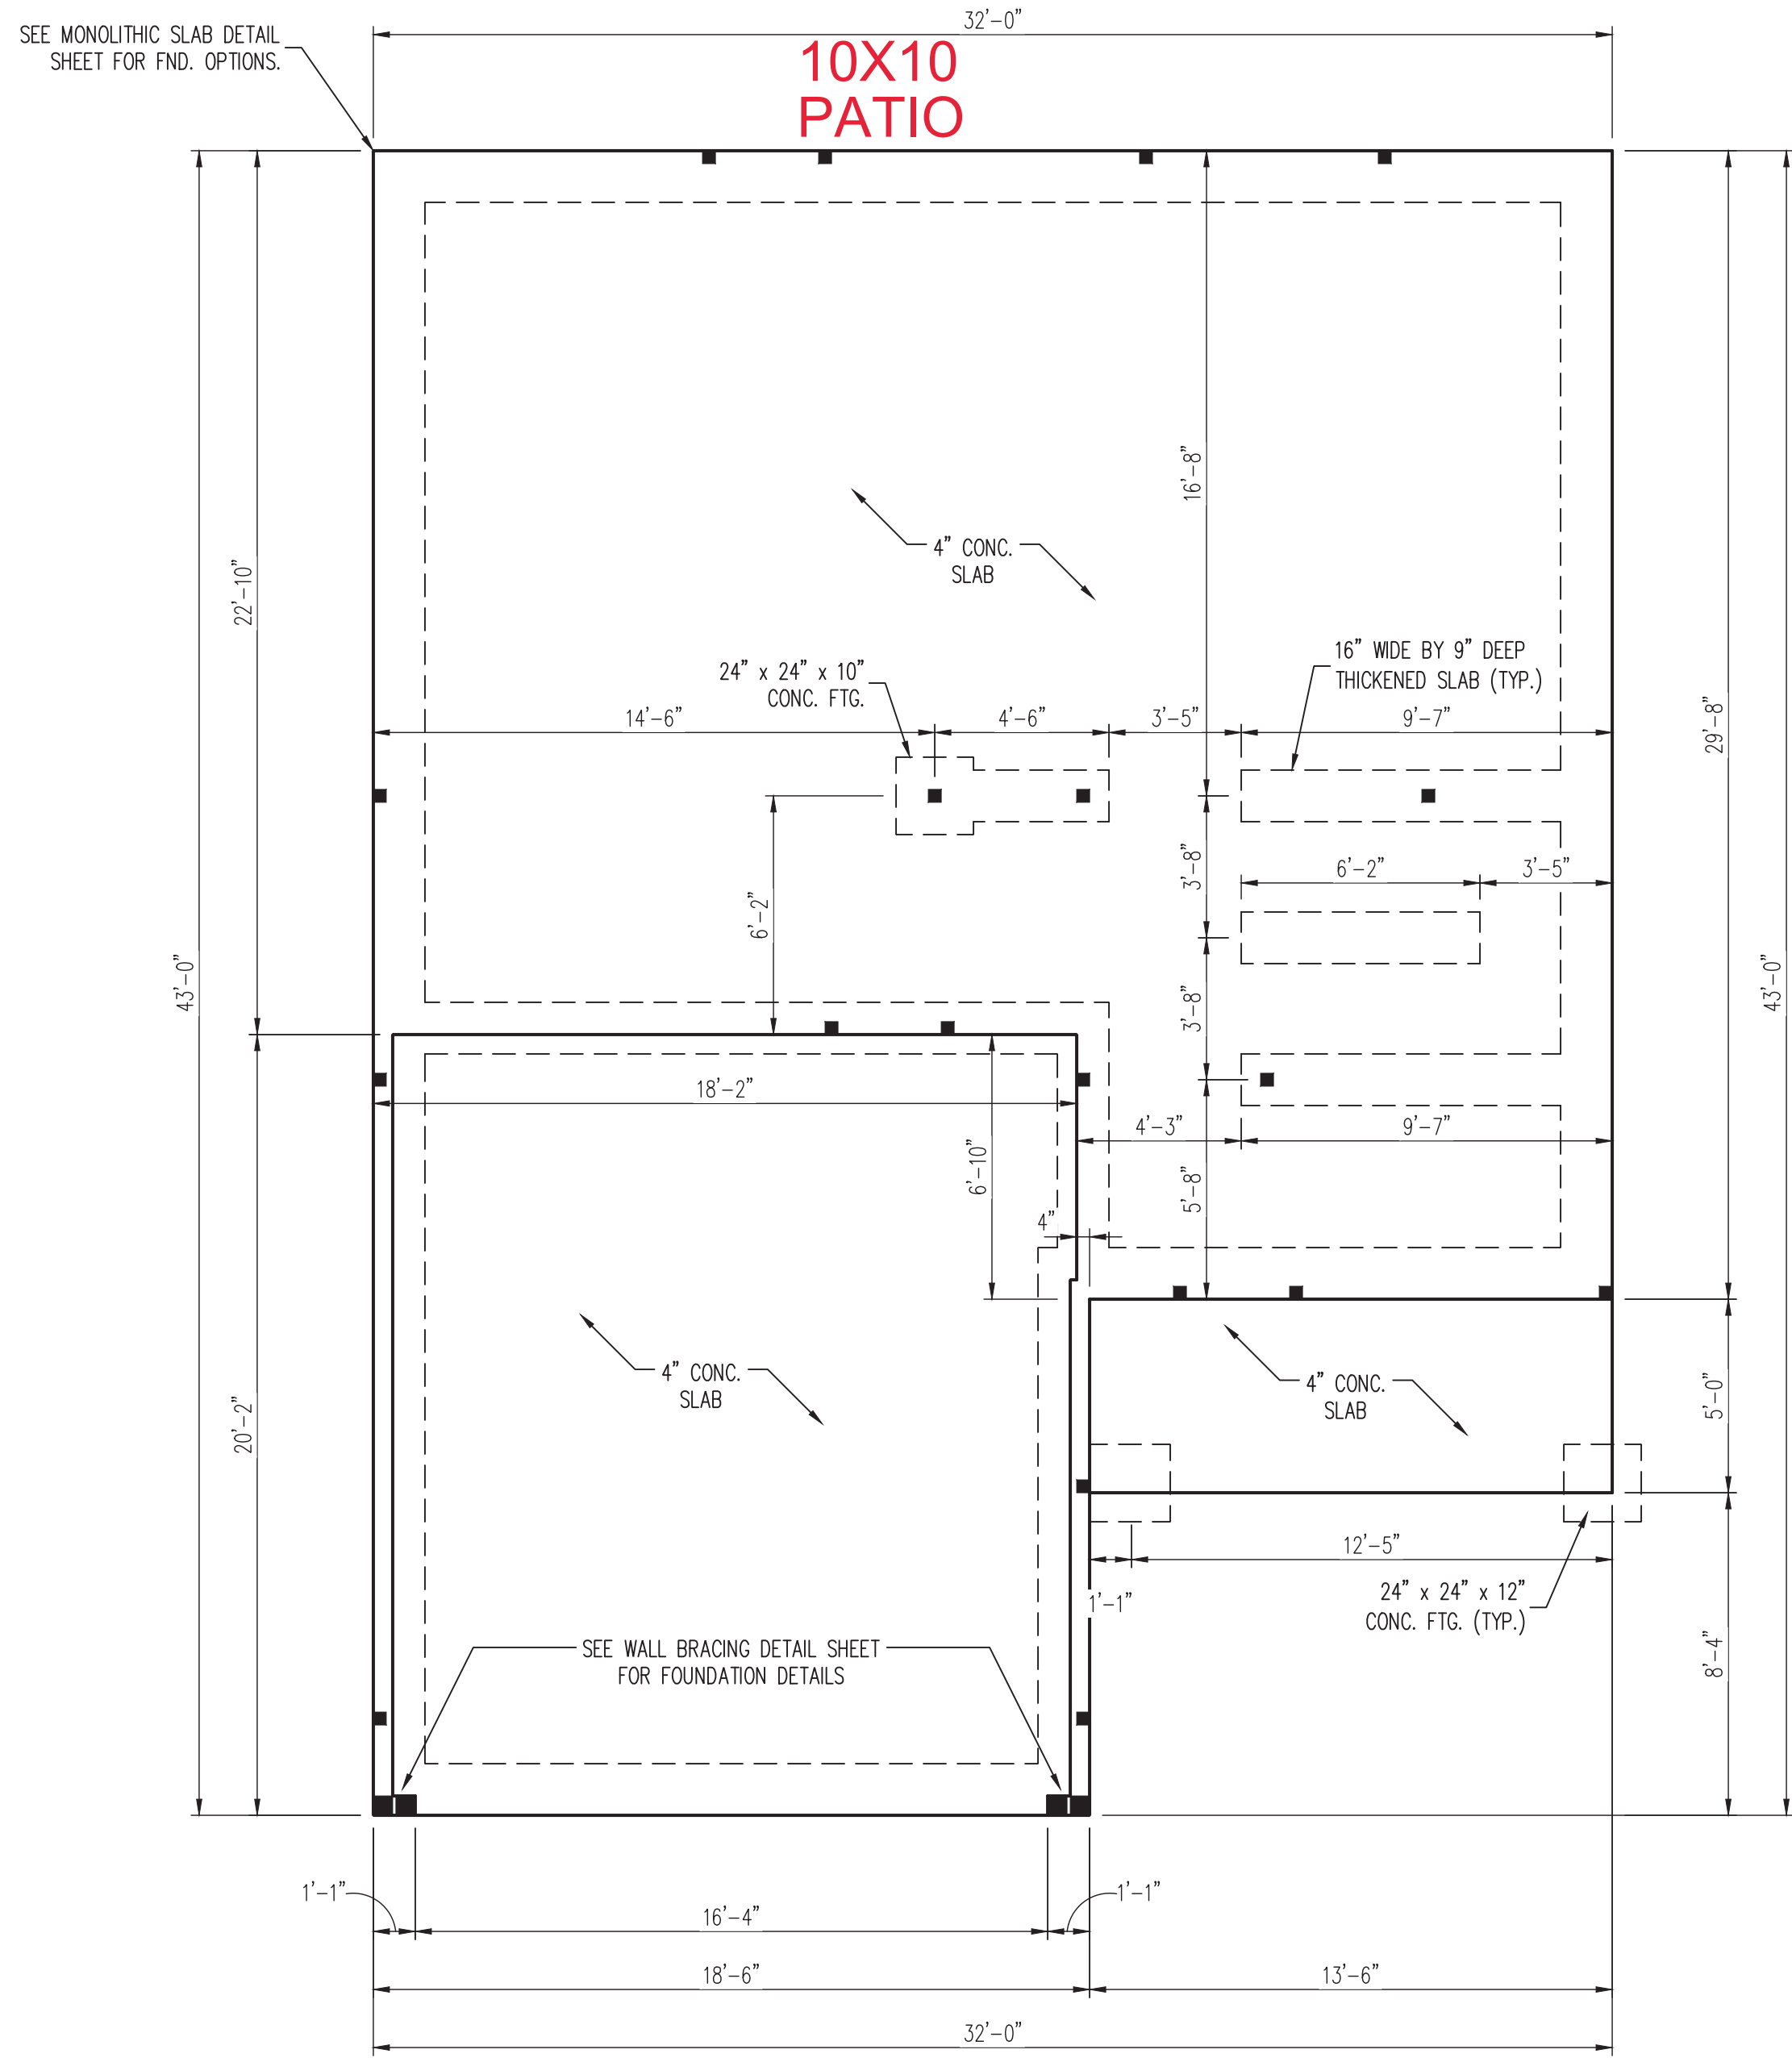 32'-0"
SEE MONOLITHIC SLAB DETAIL
SHEET FOR FND. OPTIONS.
10X10
PATIO
16'-8"
4" CONC.
SLAB
22'-10"
24" x 24" x 10"
CONC. FTG.
16" WIDE BY 9" DEEP
THICKENED SLAB (TYP.)
14'-6"
4'-6"
3'-5"
9'-7"
29'-8"
3'-8"
6'-2"
3'-5"
6'-2"
43'-0"
3'-8"
43'-0"
18'-2"
4'-3"
9'-7"
6'-10"
5'-8"
4"
4" CONC.
SLAB
4" CONC.
SLAB
5'-0"
20'-2"
12'-5"
1'-1"
24" x 24" x 12"
CONC. FTG. (TYP.)
8'-4"
SEE WALL BRACING DETAIL SHEET
FOR FOUNDATION DETAILS
1'-1"
1'-1"
16'-4"
18'-6"
13'-6"
32'-0"